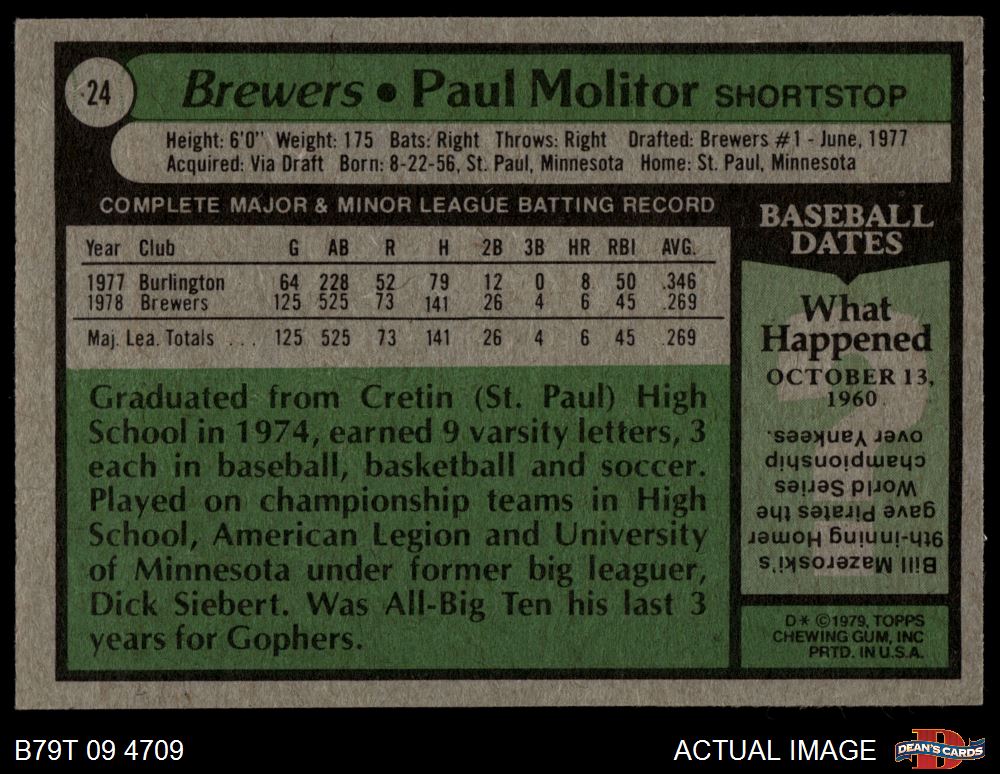 24
Brewers • Paul Molitor SHORTSTOP
Height: 6'0" Weight: 175 Bats: Right Throws: Right Drafted: Brewers #1 - June, 1977
Acquired: Via Draft Born: 8-22-56, St. Paul, Minnesota Home: St. Paul, Minnesota
COMPLETE MAJOR & MINOR LEAGUE BATTING RECORD
Year Club G AB R H 2B 3B HR RBI AVG.
1977 Burlington 64 228 52 79 12 0 8 50 .346
1978 Brewers 125 525 73 141 26 4 6 45 .269
Maj. Lea. Totals ... 125 525 73 141 26 4 6 45 .269
Graduated from Cretin (St. Paul) High
School in 1974, earned 9 varsity letters, 3
each in baseball, basketball and soccer.
Played on championship teams in High
School, American Legion and University
of Minnesota under former big leaguer,
Dick Siebert. Was All-Big Ten his last 3
years for Gophers.
BASEBALL
DATES
What
Happened
OCTOBER 13,
1960
Bill Mazeroski's
9th-inning Homer
gave Pirates the
World Series
championship
over Yankees.
D* ©1979, TOPPS
CHEWING GUM, INC
PRTD. IN U.S.A.
B79T 09 4709
ACTUAL IMAGE
D
DEAN'S CARDS